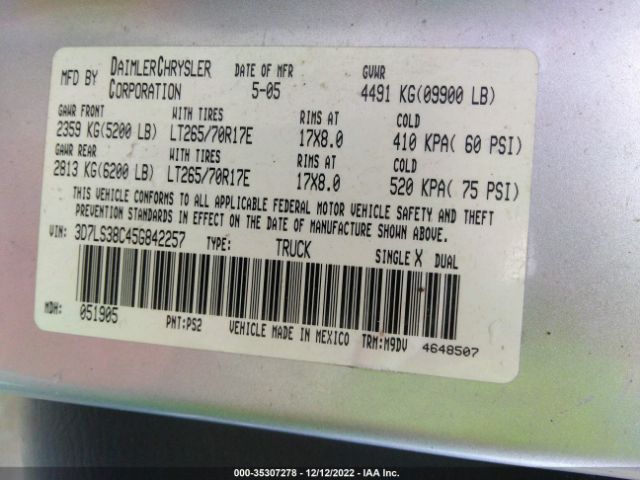 MFD BY DAIMLERCHRYSLER CORPORATION DATE OF MFR 5-05 GVWR 4491 KG(09900 LB)
GAWR FRONT WITH TIRES RIMS AT COLD
2359 KG(5200 LB) LT265/70R17E 17X8.0 410 KPA( 60 PSI)
GAWR REAR WITH TIRES RIMS AT COLD
2813 KG(6200 LB) LT265/70R17E 17X8.0 520 KPA( 75 PSI)
THIS VEHICLE CONFORMS TO ALL APPLICABLE FEDERAL MOTOR VEHICLE SAFETY AND THEFT
PREVENTION STANDARDS IN EFFECT ON THE DATE OF MANUFACTURE SHOWN ABOVE.
VIN: 3D7LS38C45G842257 TYPE: TRUCK SINGLE X DUAL
MDH: 051905
PNT:PS2 VEHICLE MADE IN MEXICO TRM:M9DV 4648507
000-35307278 - 12/12/2022 - IAA Inc.